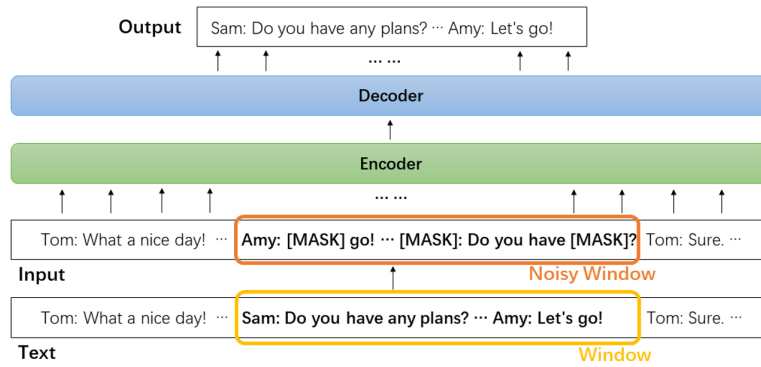 Output
Sam: Do you have any plans? ··· Amy: Let's go!
··· ···
Decoder
Encoder
··· ···
Tom: What a nice day! ··· Amy: [MASK] go! ··· [MASK]: Do you have [MASK]? Tom: Sure. ···
Input
Noisy Window
Tom: What a nice day! ··· Sam: Do you have any plans? ··· Amy: Let's go! Tom: Sure. ···
Text
Window